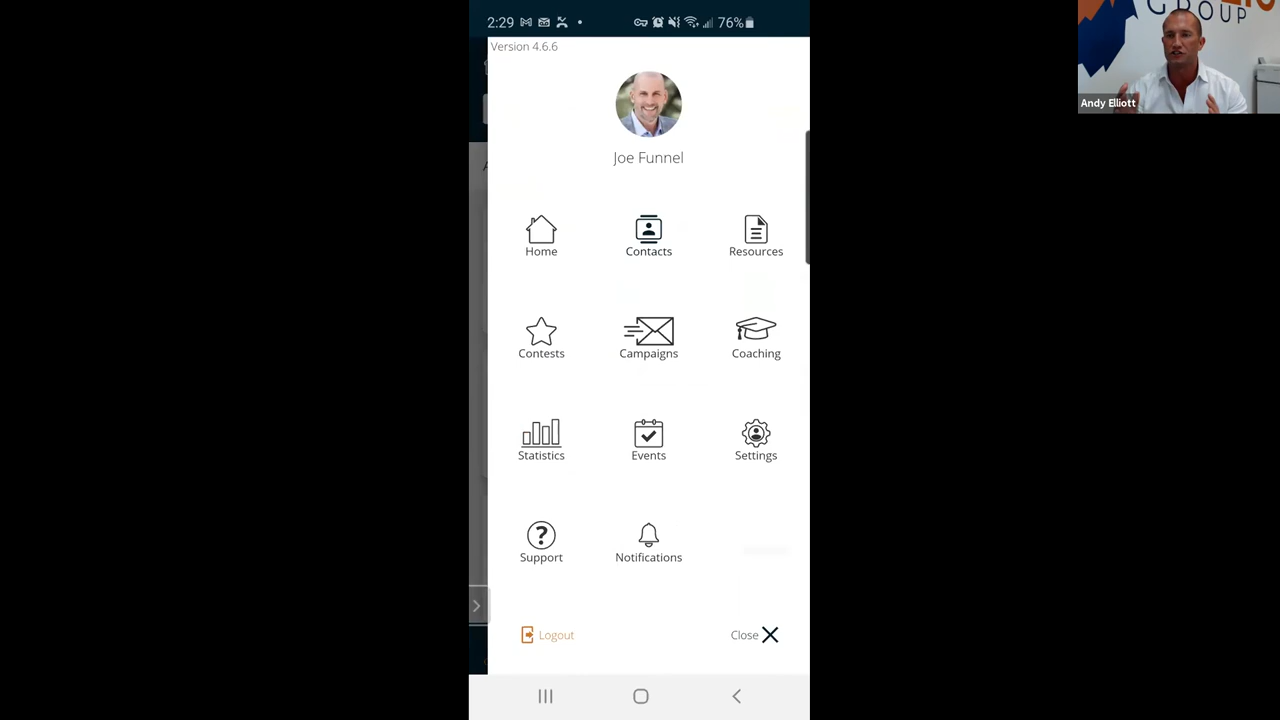 2:29
76%
Version 4.6.6
Joe Funnel
Home
Contacts
Resources
Contests
Campaigns
Coaching
Statistics
Events
Settings
Support
Notifications
Logout
Close
GROUP
Andy Elliott